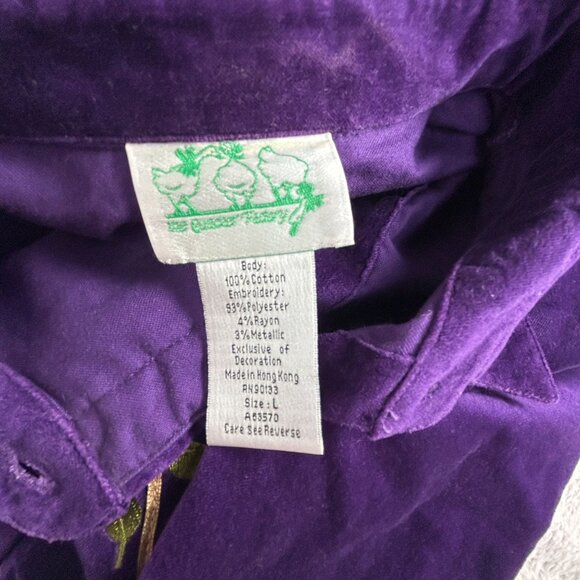 The Quacker Factory
Body:
100%Cotton
Embroidery:
93%Polyester
4%Rayon
3%Metallic
Exclusive of
Decoration
Made in Hong Kong
RN90133
Size: L
A63570
Care see Reverse